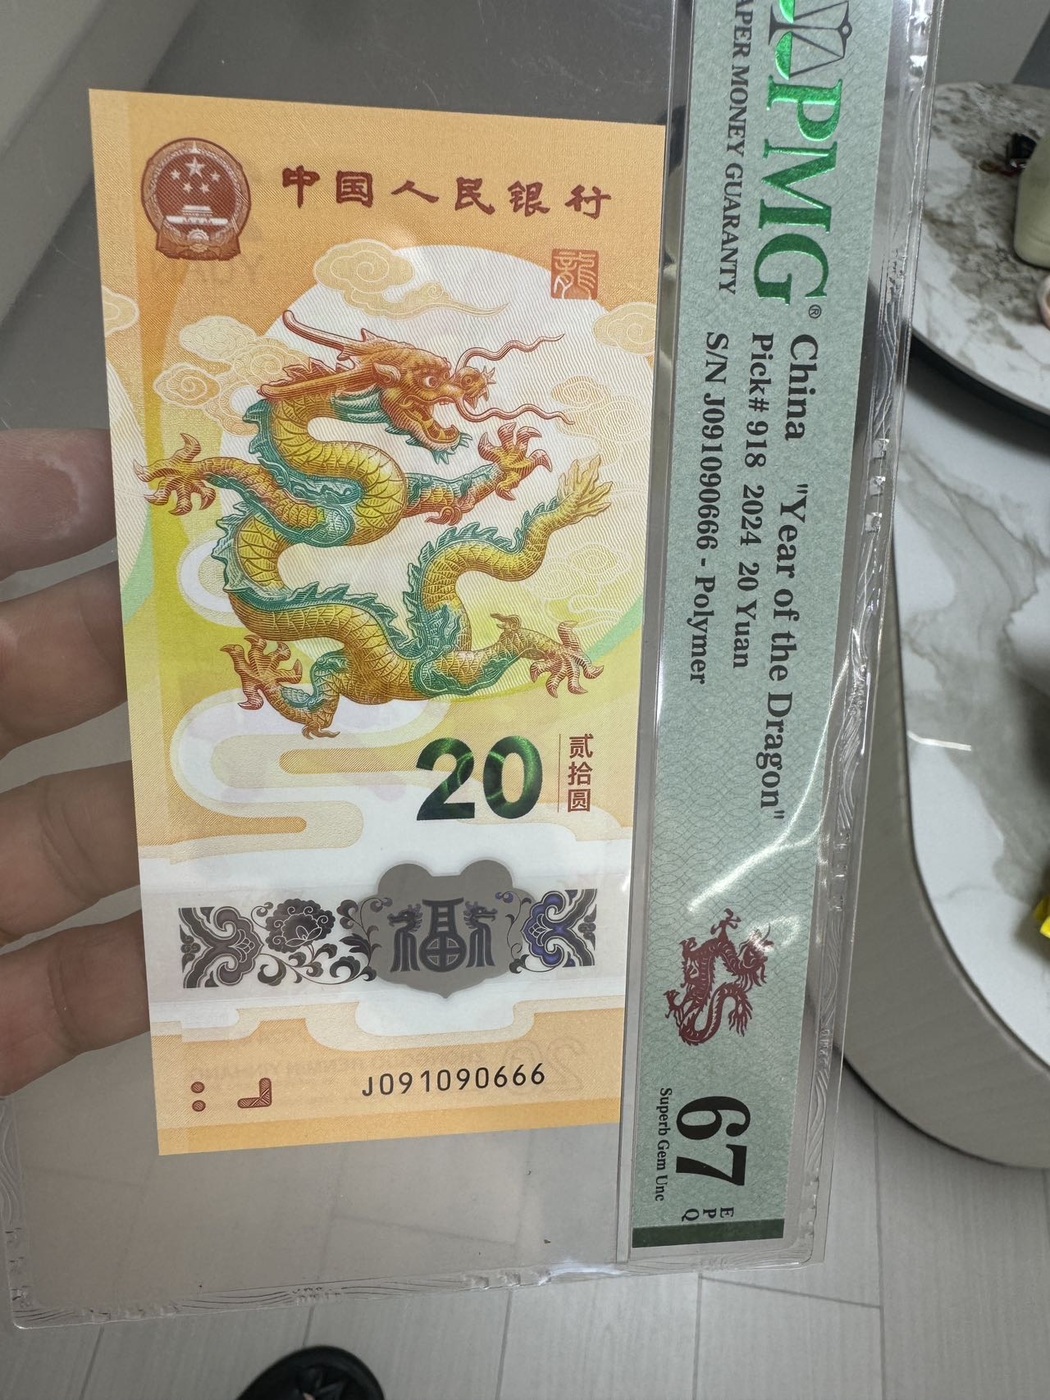 中国人民银行
龍
20
贰拾圆
福
J091090666
PAPER MONEY GUARANTY
PMG®
China "Year of the Dragon"
Pick# 918 2024 20 Yuan
S/N J091090666 - Polymer
67
EPQ
Superb Gem Unc